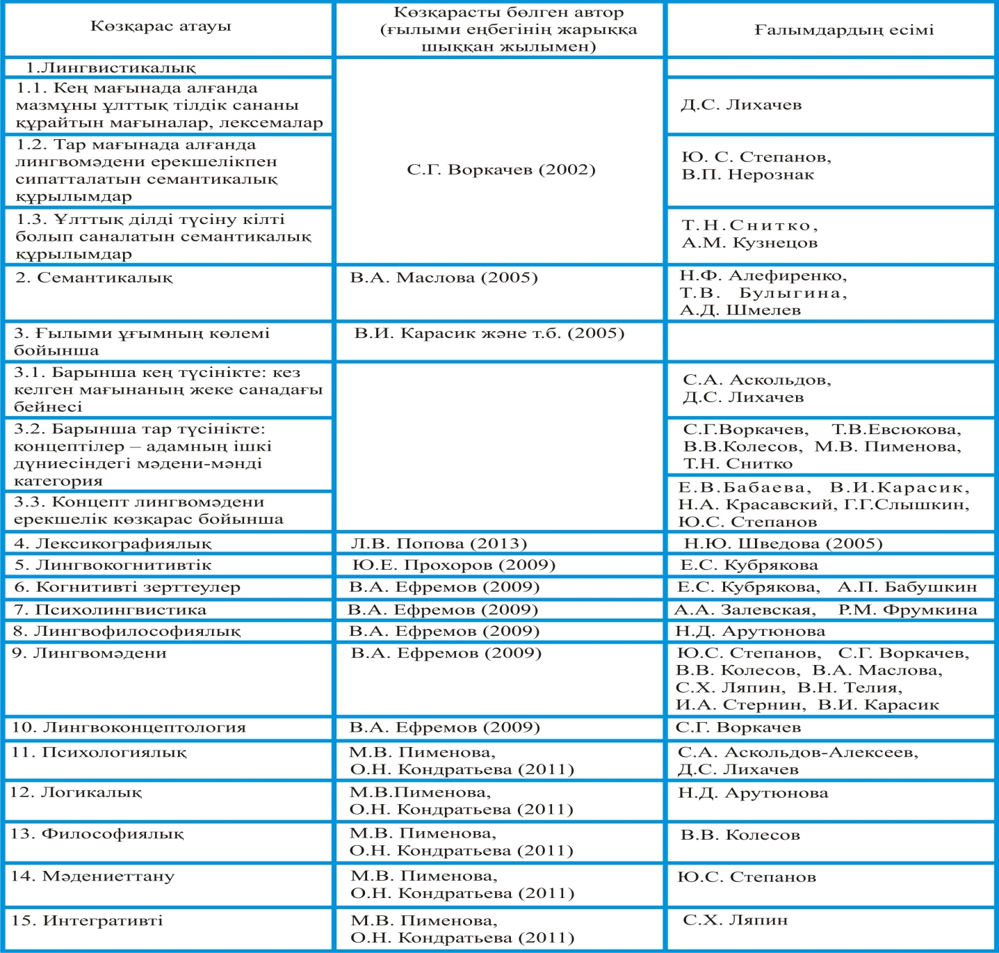 Көзқарас атауы
Көзқарасты бөлген автор
(ғылыми еңбегінің жарыққа
шыққан жылымен)
Ғалымдардың есімі
1.Лингвистикалық
1.1. Кең мағынада алғанда
мазмұны ұлттық тілдік сананы
құрайтын мағыналар, лексемалар
Д.С. Лихачев
1.2. Тар мағынада алғанда
лингвомәдени ерекшелікпен
сипатталатын семантикалық
құрылымдар
С.Г. Воркачев (2002)
Ю. С. Степанов,
В.П. Нерознак
1.3. Ұлттық ділді түсіну кілті
болып саналатын семантикалық
құрылымдар
Т.Н.Снитко,
А.М. Кузнецов
2. Семантикалық
В.А. Маслова (2005)
Н.Ф. Алефиренко,
Т.В. Булыгина,
А.Д. Шмелев
3. Ғылыми ұғымның көлемі
бойынша
В.И. Карасик және т.б. (2005)
3.1. Барынша кең түсінікте: кез
келген мағынаның жеке санадағы
бейнесі
С.А. Аскольдов,
Д.С. Лихачев
3.2. Барынша тар түсінікте:
концептілер – адамның ішкі
дүниесіндегі мәдени-мәнді
категория
С.Г.Воркачев, Т.В.Евсюкова,
В.В.Колесов, М.В. Пименова,
Т.Н. Снитко
3.3. Концепт лингвомәдени
ерекшелік көзқарас бойынша
Е.В.Бабаева, В.И.Карасик,
Н.А. Красавский, Г.Г.Слышкин,
Ю.С. Степанов
4. Лексикографиялық
Л.В. Попова (2013)
Н.Ю. Шведова (2005)
5. Лингвокогнитивтік
Ю.Е. Прохоров (2009)
Е.С. Кубрякова
6. Когнитивті зерттеулер
В.А. Ефремов (2009)
Е.С. Кубрякова, А.П. Бабушкин
7. Психолингвистика
В.А. Ефремов (2009)
А.А. Залевская, Р.М. Фрумкина
8. Лингвофилософиялық
В.А. Ефремов (2009)
Н.Д. Арутюнова
9. Лингвомәдени
В.А. Ефремов (2009)
Ю.С. Степанов, С.Г. Воркачев,
В.В. Колесов, В.А. Маслова,
С.Х. Ляпин, В.Н. Телия,
И.А. Стернин, В.И. Карасик
10. Лингвоконцептология
В.А. Ефремов (2009)
С.Г. Воркачев
11. Психологиялық
М.В. Пименова,
О.Н. Кондратьева (2011)
С.А. Аскольдов-Алексеев,
Д.С. Лихачев
12. Логикалық
М.В.Пименова,
О.Н. Кондратьева (2011)
Н.Д. Арутюнова
13. Философиялық
М.В. Пименова,
О.Н. Кондратьева (2011)
В.В. Колесов
14. Мәдениеттану
М.В. Пименова,
О.Н. Кондратьева (2011)
Ю.С. Степанов
15. Интегративті
М.В. Пименова,
О.Н. Кондратьева (2011)
С.Х. Ляпин